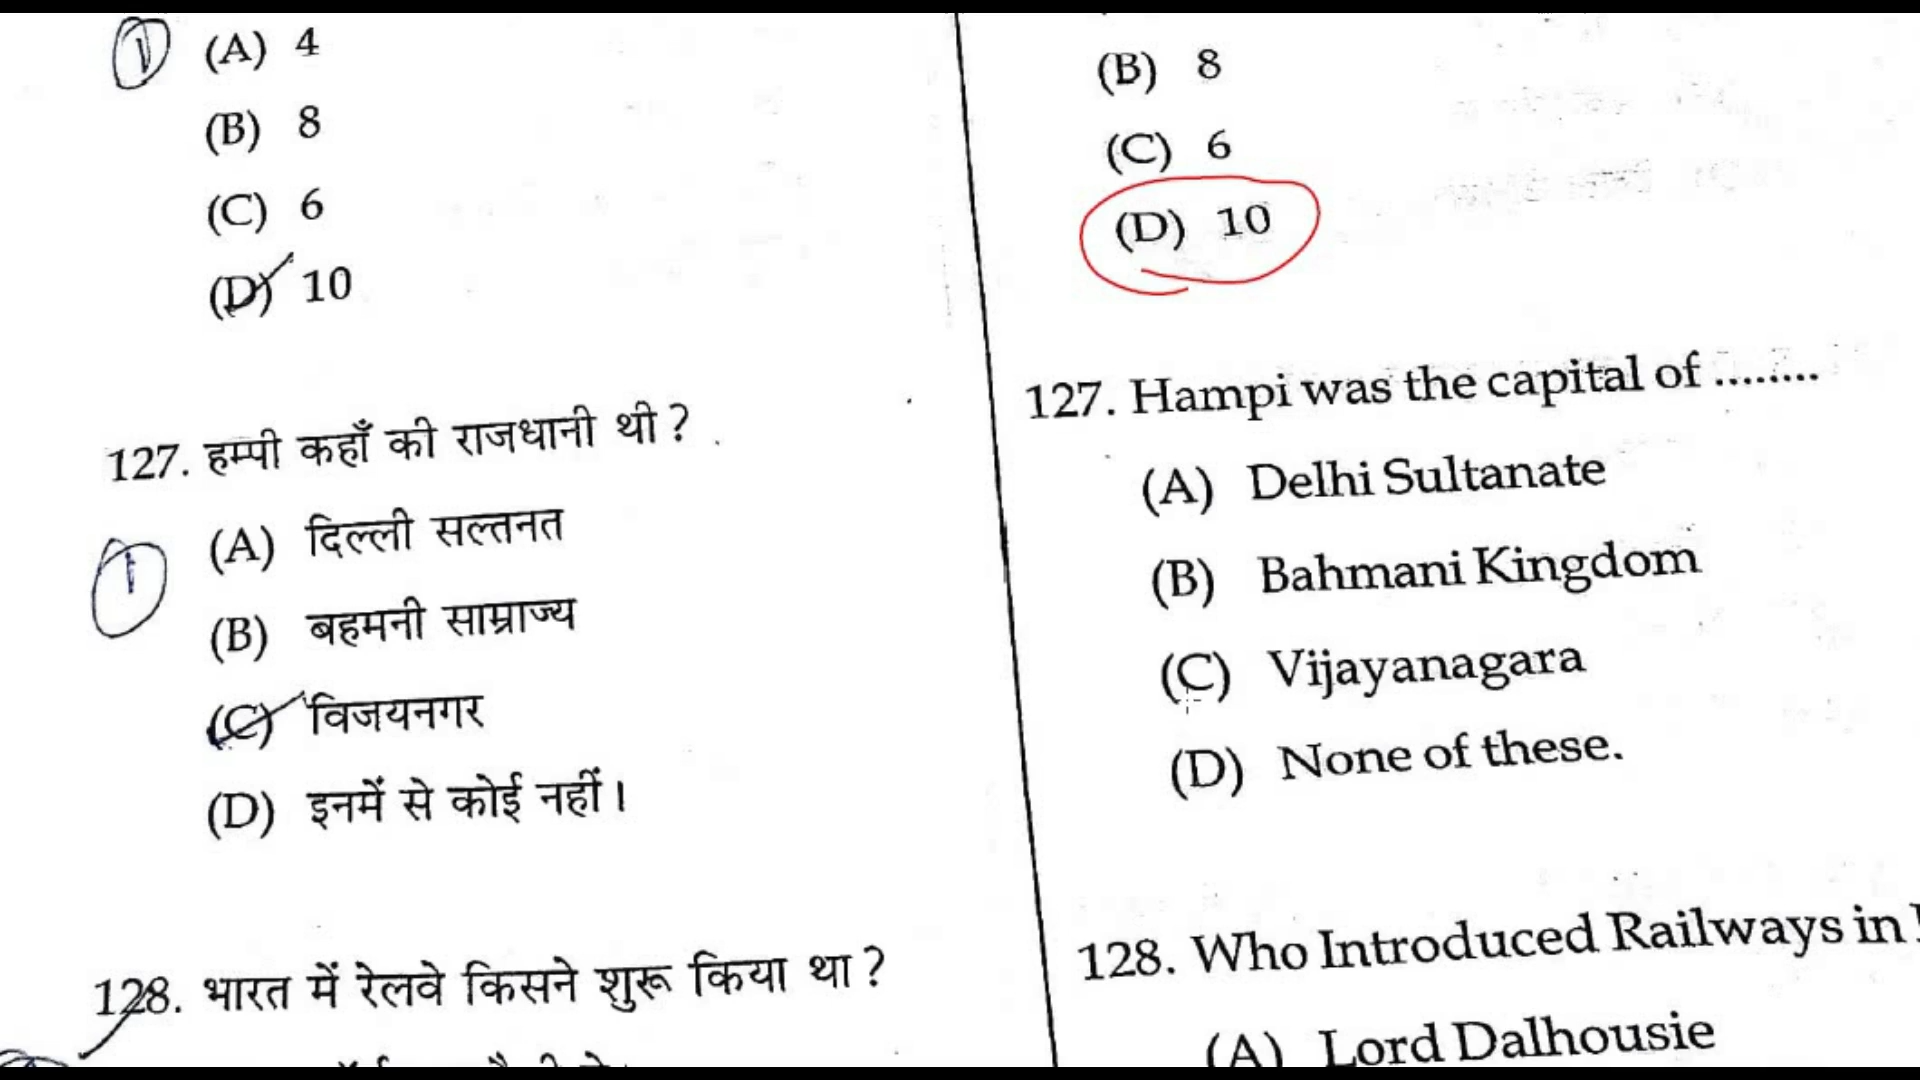 (A) 4
(B) 8
(C) 6
(D) 10
127. हम्पी कहाँ की राजधानी थी ?
(A) दिल्ली सल्तनत
(B) बहमनी साम्राज्य
(C) विजयनगर
(D) इनमें से कोई नहीं।
128. भारत में रेलवे किसने शुरू किया था ?
(B) 8
(C) 6
(D) 10
127. Hampi was the capital of ........
(A) Delhi Sultanate
(B) Bahmani Kingdom
(C) Vijayanagara
(D) None of these.
128. Who Introduced Railways in
(A) Lord Dalhousie